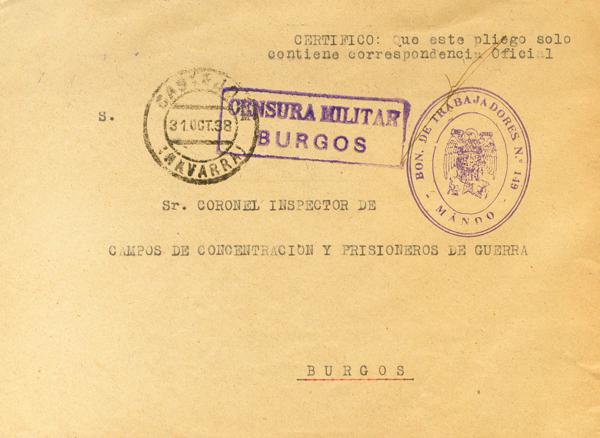 CERTIFICO: Que este pliego solo
contiene correspondencia Oficial
S.
31 OCT. 38
(NAVARRA)
CENSURA MILITAR
BURGOS
BON. DE TRABAJADORES N.º 149
- MANDO -
Sr. CORONEL INSPECTOR DE
CAMPOS DE CONCENTRACION Y PRISIONEROS DE GUERRA
BURGOS